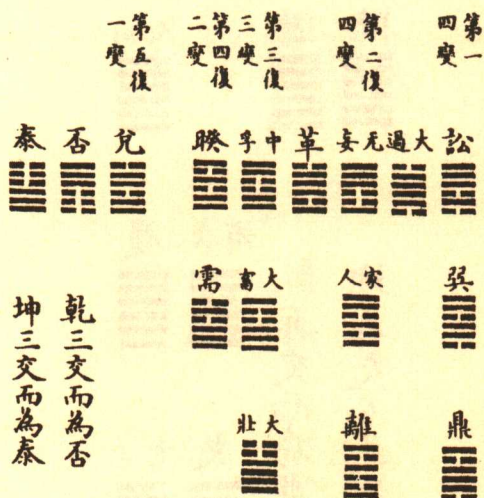 第一
四變
第二復
四變
第三復
三變
第四復
二變
第五復
一變
訟
大過
无妄
革
中孚
睽
兌
否
泰
巽
家人
大畜
需
鼎
離
大壯
乾三交而為否
坤三交而為泰